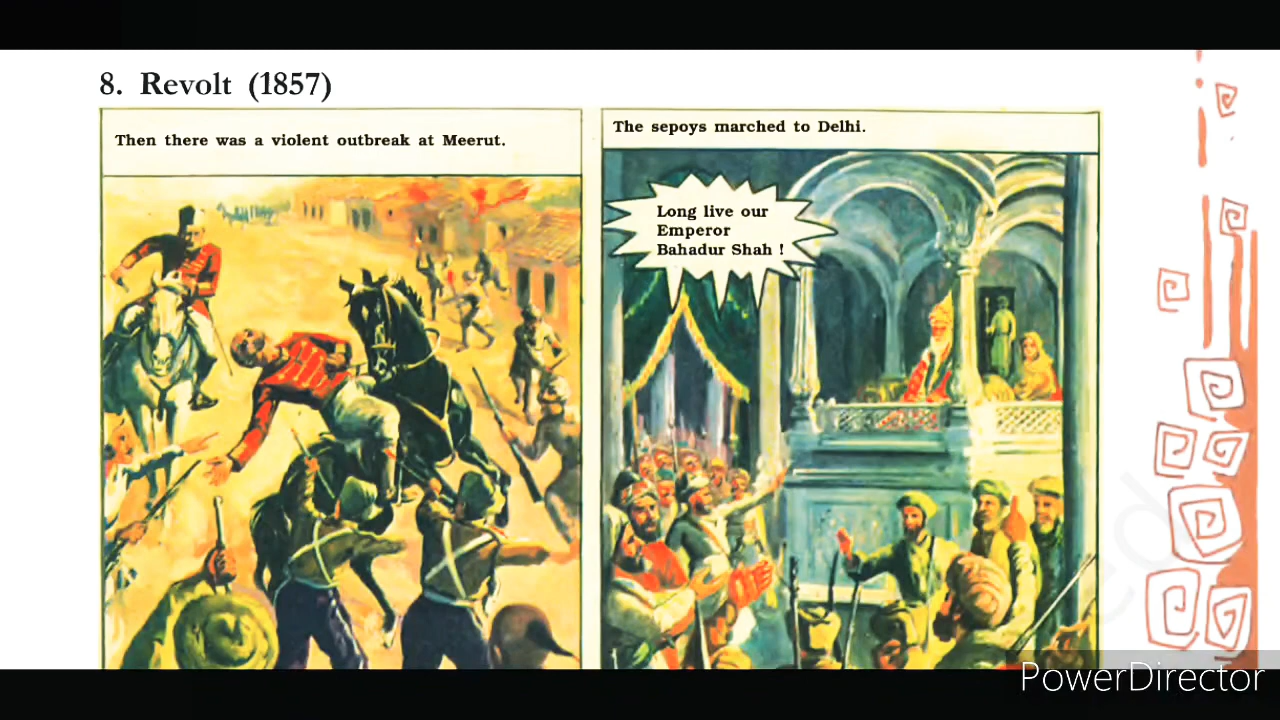 8. Revolt (1857)
Then there was a violent outbreak at Meerut.
The sepoys marched to Delhi.
Long live our
Emperor
Bahadur Shah !
ed
PowerDirector